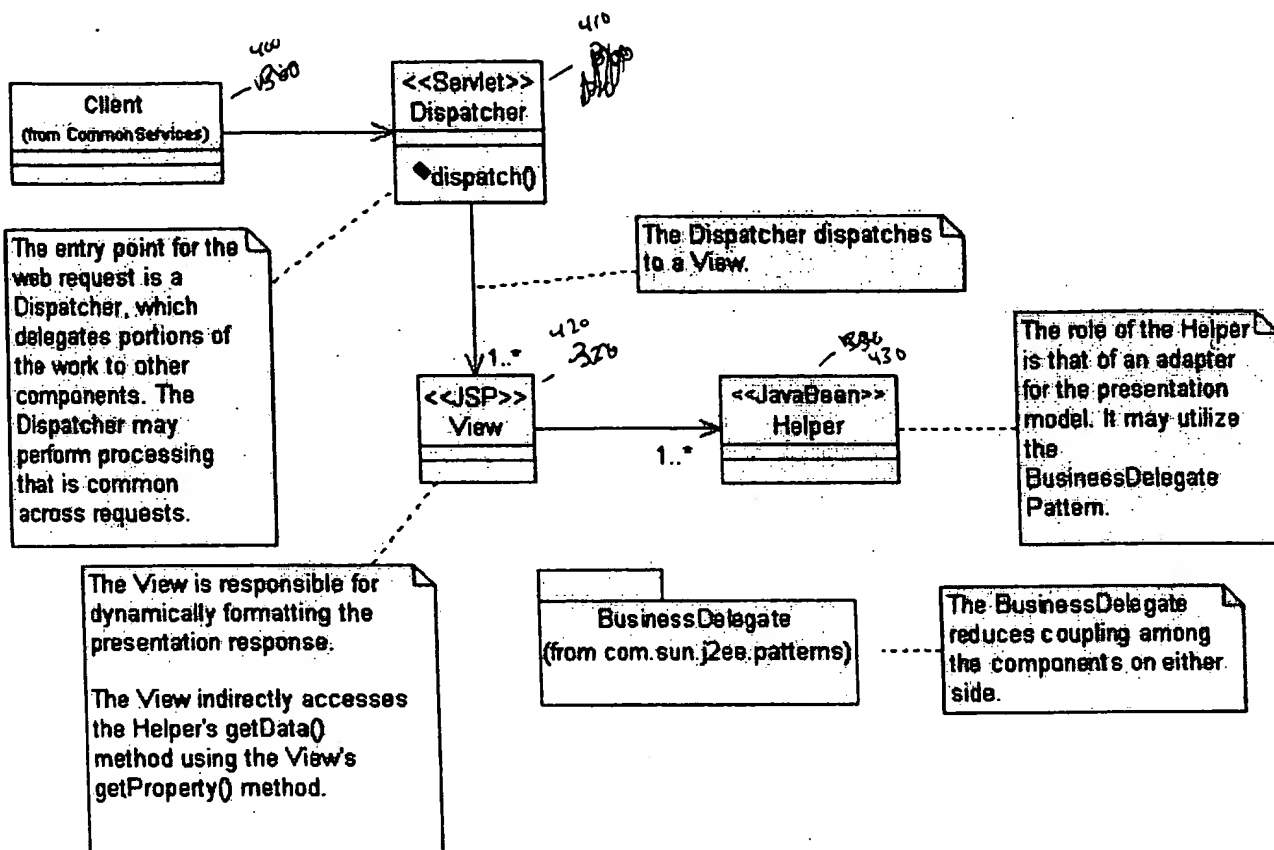 400
410
Client
(from CommonServices)
<<Servlet>>
Dispatcher
dispatch()
The entry point for the
web request is a
Dispatcher, which
delegates portions of
the work to other
components. The
Dispatcher may
perform processing
that is common
across requests.
The Dispatcher dispatches
to a View.
420
320
1..*
<<JSP>>
View
430
1..*
<<JavaBean>>
Helper
The role of the Helper
is that of an adapter
for the presentation
model. It may utilize
the
BusinessDelegate
Pattern.
The View is responsible for
dynamically formatting the
presentation response.
The View indirectly accesses
the Helper's getData()
method using the View's
getProperty() method.
BusinessDelegate
(from com.sun.j2ee.patterns)
The BusinessDelegate
reduces coupling among
the components on either
side.